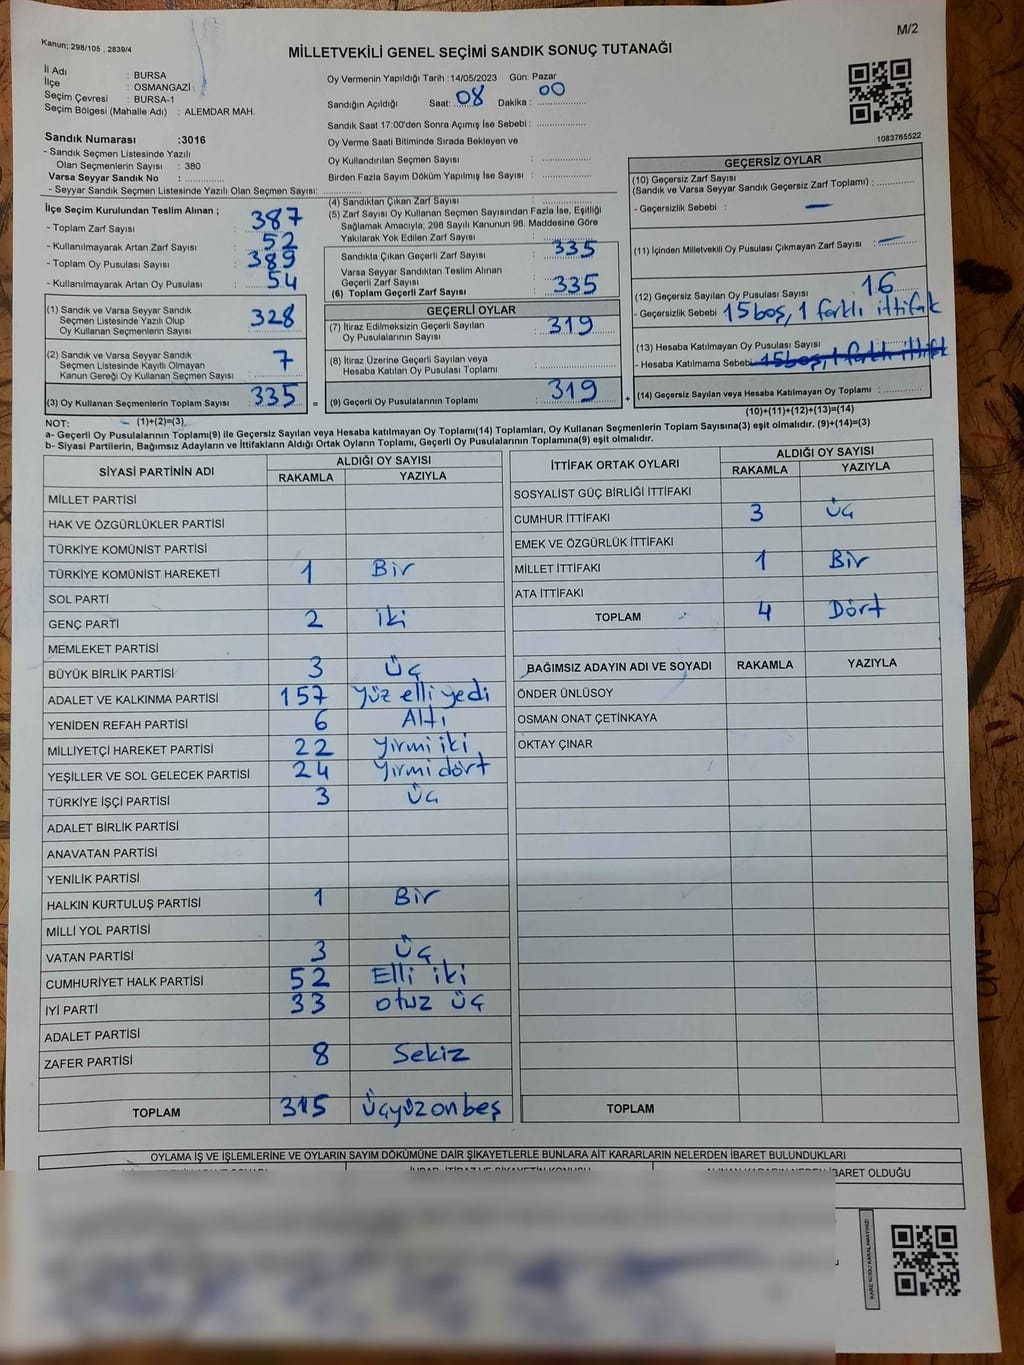 Kanun; 298/105 , 2839/4
M/2
MİLLETVEKİLİ GENEL SEÇİMİ SANDIK SONUÇ TUTANAĞI
İl Adı : BURSA
İlçe : OSMANGAZİ
Seçim Çevresi : BURSA-1
Seçim Bölgesi (Mahalle Adı) : ALEMDAR MAH.
Oy Vermenin Yapıldığı Tarih :14/05/2023 Gün: Pazar
Sandığın Açıldığı Saat: 08 Dakika : 00
Sandık Saat 17:00'den Sonra Açımış İse Sebebi :
Oy Verme Saati Bitiminde Sırada Bekleyen ve
Oy Kullandırılan Seçmen Sayısı :
Birden Fazla Sayım Döküm Yapılmış İse Sayısı :
1083765522
Sandık Numarası :3016
- Sandık Seçmen Listesinde Yazılı
Olan Seçmenlerin Sayısı : 380
Varsa Seyyar Sandık No :
- Seyyar Sandık Seçmen Listesinde Yazılı Olan Seçmen Sayısı:
İlçe Seçim Kurulundan Teslim Alınan ;
- Toplam Zarf Sayısı : 387
- Kullanılmayarak Artan Zarf Sayısı : 52
- Toplam Oy Pusulası Sayısı : 389
- Kullanılmayarak Artan Oy Pusulası : 54
(1) Sandık ve Varsa Seyyar Sandık
Seçmen Listesinde Yazılı Olup
Oy Kullanan Seçmenlerin Sayısı : 328
(2) Sandık ve Varsa Seyyar Sandık
Seçmen Listesinde Kayıtlı Olmayan
Kanun Gereği Oy Kullanan Seçmen Sayısı : 7
(3) Oy Kullanan Seçmenlerin Toplam Sayısı : 335
(1)+(2)=(3)
(4) Sandıktan Çıkan Zarf Sayısı :
(5) Zarf Sayısı Oy Kullanan Seçmen Sayısından Fazla İse, Eşitliği
Sağlamak Amacıyla; 298 Sayılı Kanunun 98. Maddesine Göre
Yakılarak Yok Edilen Zarf Sayısı :
Sandıkta Çıkan Geçerli Zarf Sayısı : 335
Varsa Seyyar Sandıktan Teslim Alınan
Geçerli Zarf Sayısı :
(6) Toplam Geçerli Zarf Sayısı : 335
=
GEÇERLİ OYLAR
(7) İtiraz Edilmeksizin Geçerli Sayılan
Oy Pusulalarının Sayısı : 319
(8) İtiraz Üzerine Geçerli Sayılan veya
Hesaba Katılan Oy Pusulası Toplamı :
(9) Geçerli Oy Pusulalarının Toplamı : 319
+
GEÇERSİZ OYLAR
(10) Geçersiz Zarf Sayısı
(Sandık ve Varsa Seyyar Sandık Geçersiz Zarf Toplamı) :
- Geçersizlik Sebebi : —
(11) İçinden Milletvekili Oy Pusulası Çıkmayan Zarf Sayısı : —
(12) Geçersiz Sayılan Oy Pusulası Sayısı : 16
- Geçersizlik Sebebi : 15 boş, 1 farklı ittifak
(13) Hesaba Katılmayan Oy Pusulası Sayısı
- Hesaba Katılmama Sebebi 15 boş, 1 farklı ittifak
(14) Geçersiz Sayılan veya Hesaba Katılmayan Oy Toplamı :
(10)+(11)+(12)+(13)=(14)
NOT:
a- Geçerli Oy Pusulalarının Toplamı(9) ile Geçersiz Sayılan veya Hesaba katılmayan Oy Toplamı(14) Toplamları, Oy Kullanan Seçmenlerin Toplam Sayısına(3) eşit olmalıdır. (9)+(14)=(3)
b- Siyasi Partilerin, Bağımsız Adayların ve İttifakların Aldığı Ortak Oyların Toplamı, Geçerli Oy Pusulalarının Toplamına(9) eşit olmalıdır.
SİYASİ PARTİNİN ADI ALDIĞI OY SAYISI
RAKAMLA YAZIYLA
MİLLET PARTİSİ
HAK VE ÖZGÜRLÜKLER PARTİSİ
TÜRKİYE KOMÜNİST PARTİSİ
TÜRKİYE KOMÜNİST HAREKETİ 1 Bir
SOL PARTİ
GENÇ PARTİ 2 iki
MEMLEKET PARTİSİ
BÜYÜK BİRLİK PARTİSİ 3 Üç
ADALET VE KALKINMA PARTİSİ 157 Yüz elli yedi
YENİDEN REFAH PARTİSİ 6 Altı
MİLLİYETÇİ HAREKET PARTİSİ 22 Yirmi iki
YEŞİLLER VE SOL GELECEK PARTİSİ 24 Yirmi dört
TÜRKİYE İŞÇİ PARTİSİ 3 Üç
ADALET BİRLİK PARTİSİ
ANAVATAN PARTİSİ
YENİLİK PARTİSİ
HALKIN KURTULUŞ PARTİSİ 1 Bir
MİLLİ YOL PARTİSİ
VATAN PARTİSİ 3 Üç
CUMHURİYET HALK PARTİSİ 52 Elli iki
İYİ PARTİ 33 otuz üç
ADALET PARTİSİ
ZAFER PARTİSİ 8 Sekiz
TOPLAM 315 Üçyüzonbeş
İTTİFAK ORTAK OYLARI ALDIĞI OY SAYISI
RAKAMLA YAZIYLA
SOSYALİST GÜÇ BİRLİĞİ İTTİFAKI
CUMHUR İTTİFAKI 3 Üç
EMEK VE ÖZGÜRLÜK İTTİFAKI
MİLLET İTTİFAKI 1 Bir
ATA İTTİFAKI
TOPLAM 4 Dört
BAĞIMSIZ ADAYIN ADI VE SOYADI RAKAMLA YAZIYLA
ÖNDER ÜNLÜSOY
OSMAN ONAT ÇETİNKAYA
OKTAY ÇINAR
TOPLAM
OYLAMA İŞ VE İŞLEMLERİNE VE OYLARIN SAYIM DÖKÜMÜNE DAİR ŞİKAYETLERLE BUNLARA AİT KARARLARIN NELERDEN İBARET BULUNDUKLARI
İBARET OLDUĞU
KARE KODU KARALAMAYINIZ!